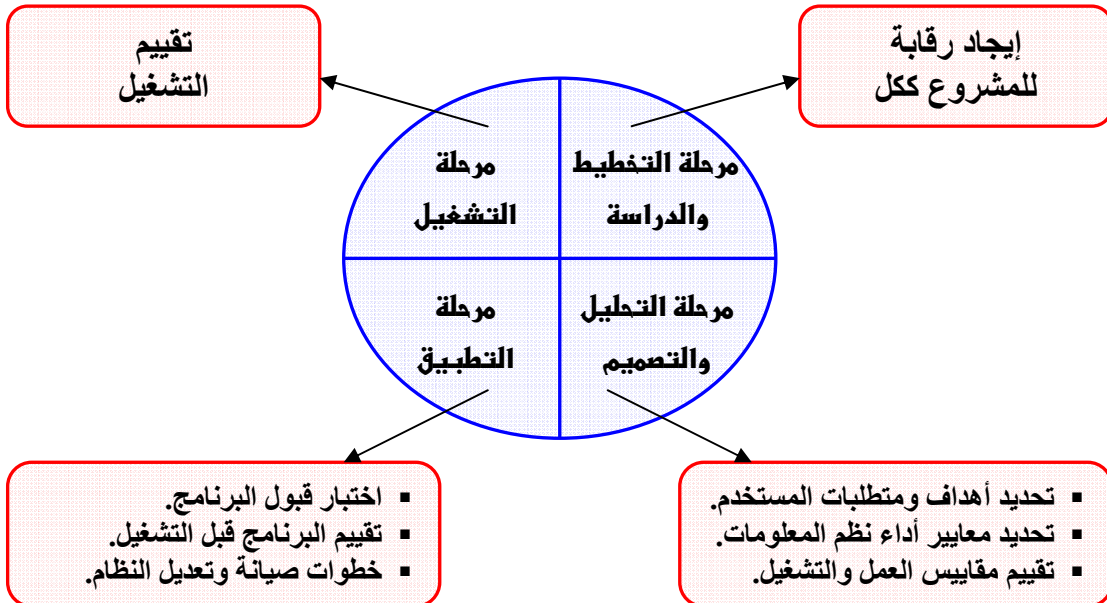 إيجاد رقابة
للمشروع ككل
تقييم
التشغيل
مرحلة التخطيط
والدراسة
مرحلة
التشغيل
مرحلة التحليل
والتصميم
مرحلة
التطبيق
▪ تحديد أهداف ومتطلبات المستخدم.
▪ تحديد معايير أداء نظم المعلومات.
▪ تقييم مقاييس العمل والتشغيل.
▪ اختبار قبول البرنامج.
▪ تقييم البرنامج قبل التشغيل.
▪ خطوات صيانة وتعديل النظام.